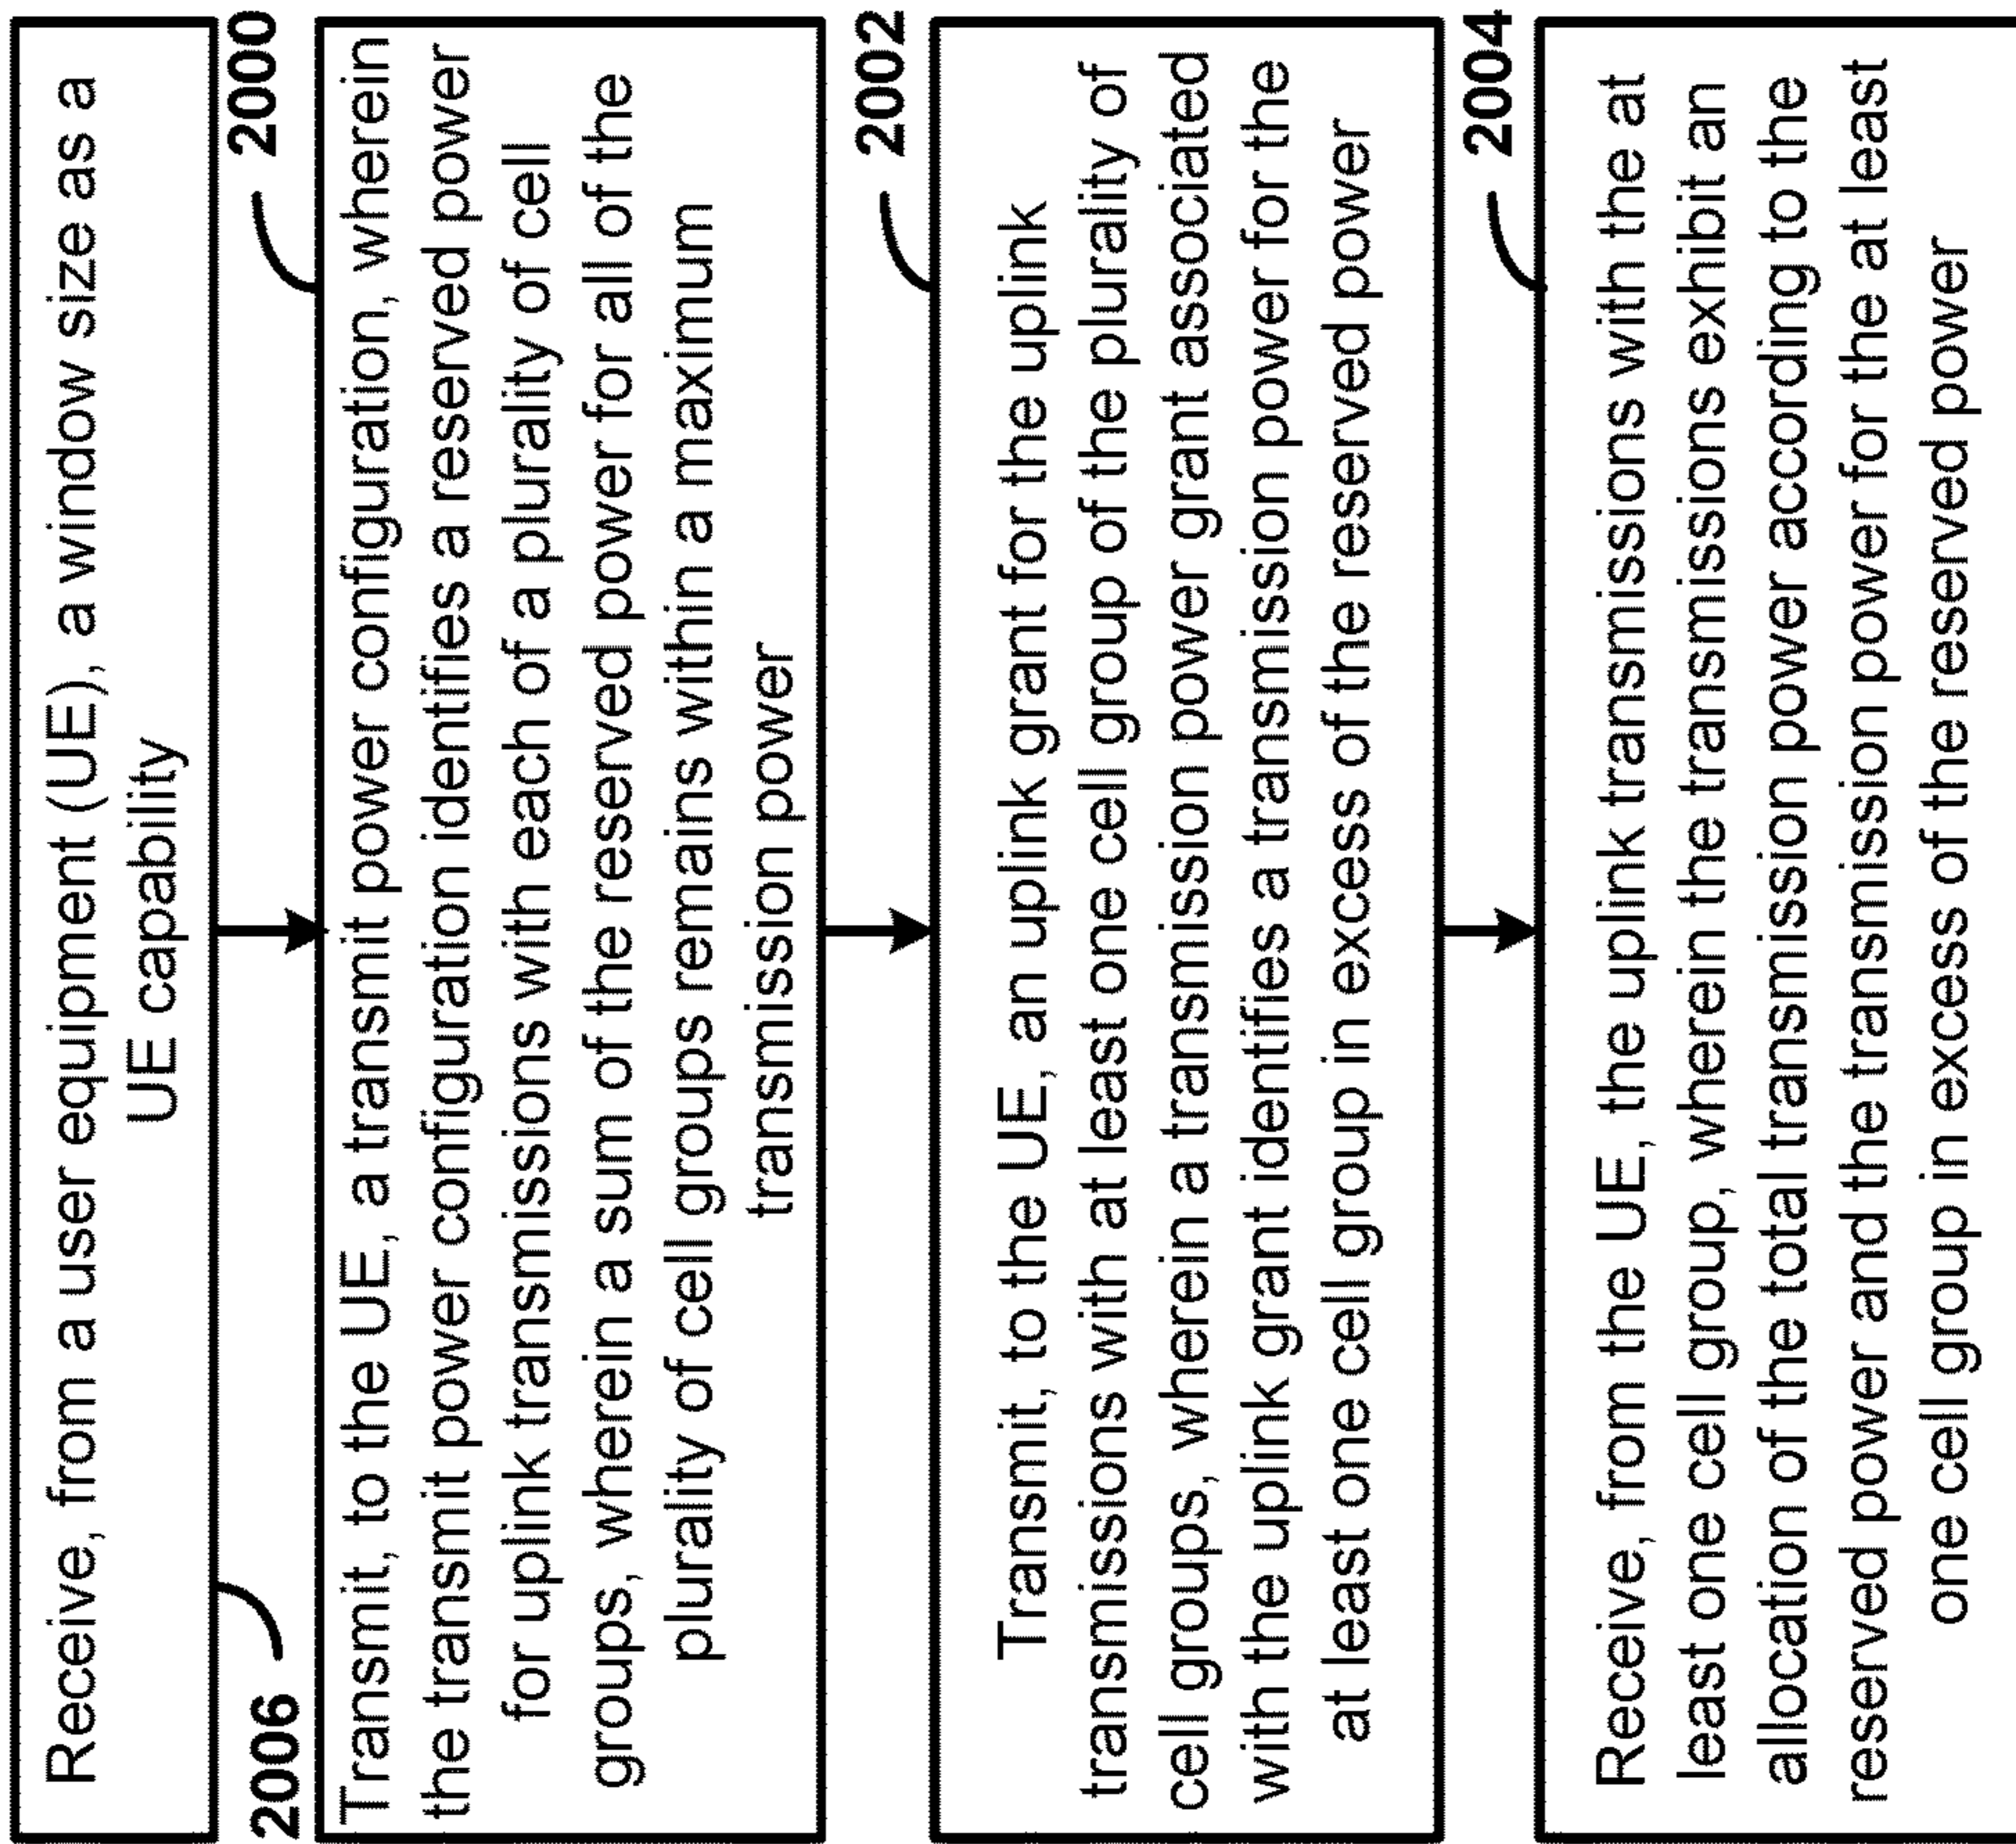 Receive, from a user equipment (UE), a window size as a
UE capability
2006
2000
Transmit, to the UE, a transmit power configuration, wherein
the transmit power configuration identifies a reserved power
for uplink transmissions with each of a plurality of cell
groups, wherein a sum of the reserved power for all of the
plurality of cell groups remains within a maximum
transmission power
2002
Transmit, to the UE, an uplink grant for the uplink
transmissions with at least one cell group of the plurality of
cell groups, wherein a transmission power grant associated
with the uplink grant identifies a transmission power for the
at least one cell group in excess of the reserved power
2004
Receive, from the UE, the uplink transmissions with the at
least one cell group, wherein the transmissions exhibit an
allocation of the total transmission power according to the
reserved power and the transmission power for the at least
one cell group in excess of the reserved power